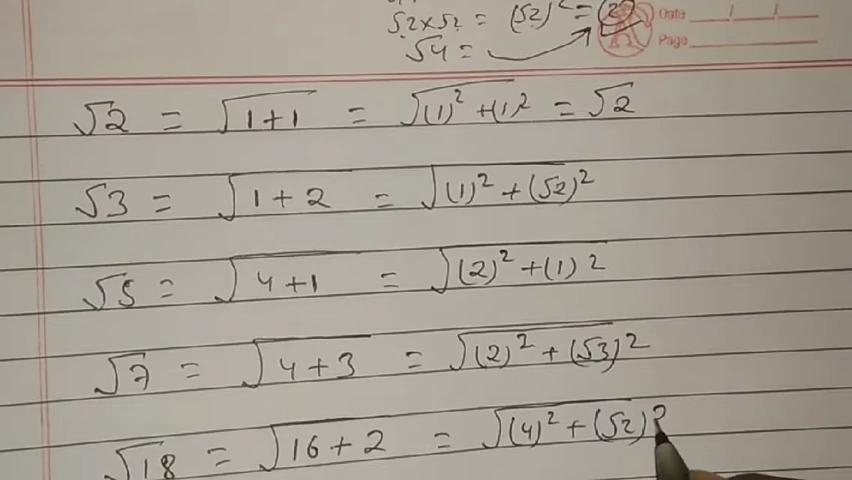 √2×√2 = (√2)² = (2)
√4 =
Date / /
Page
√2 = √1+1 = √(1)²+(1)² = √2
√3 = √1+2 = √(1)²+(√2)²
√5 = √4+1 = √(2)²+(1)2
√7 = √4+3 = √(2)²+(√3)²
√18 = √16+2 = √(4)²+(√2)²